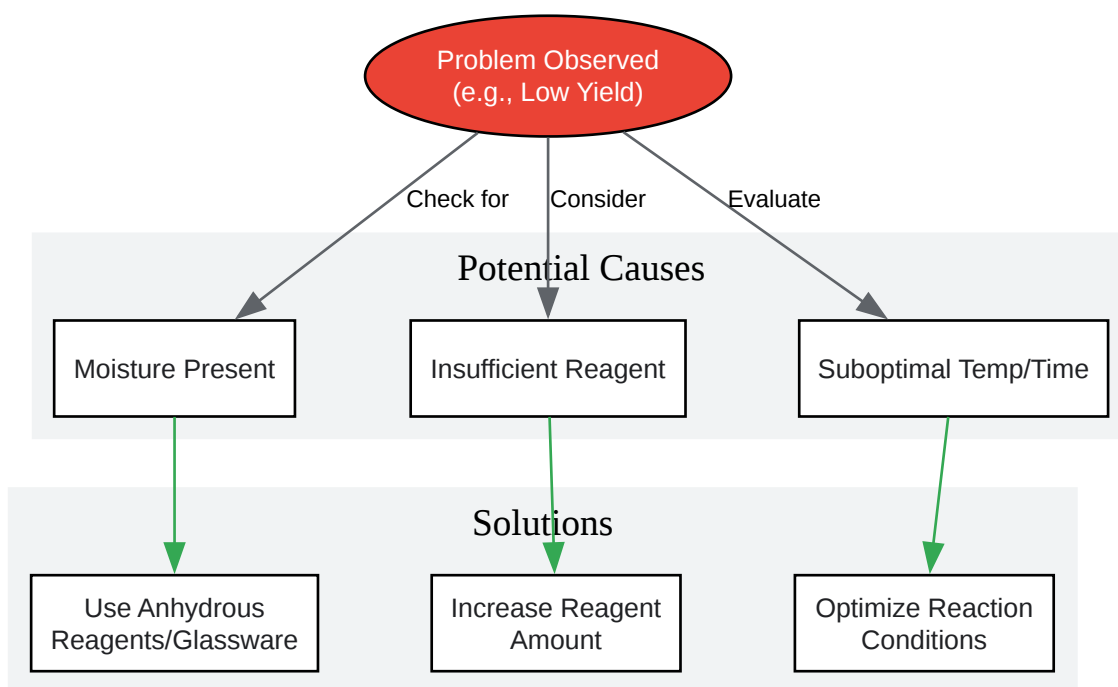 Problem Observed
(e.g., Low Yield)
Check for
Consider
Evaluate
Potential Causes
Moisture Present
Insufficient Reagent
Suboptimal Temp/Time
Solutions
Use Anhydrous
Reagents/Glassware
Increase Reagent
Amount
Optimize Reaction
Conditions